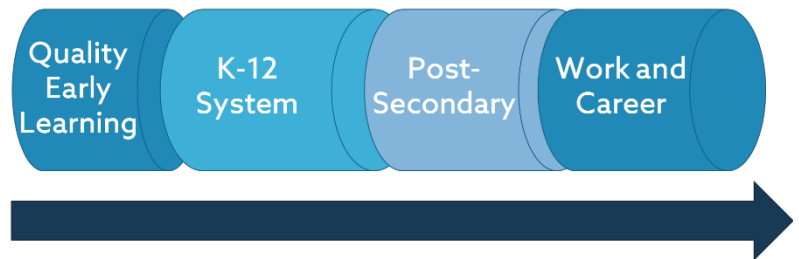 Quality
Early
Learning
K-12
System
Post-
Secondary
Work and
Career